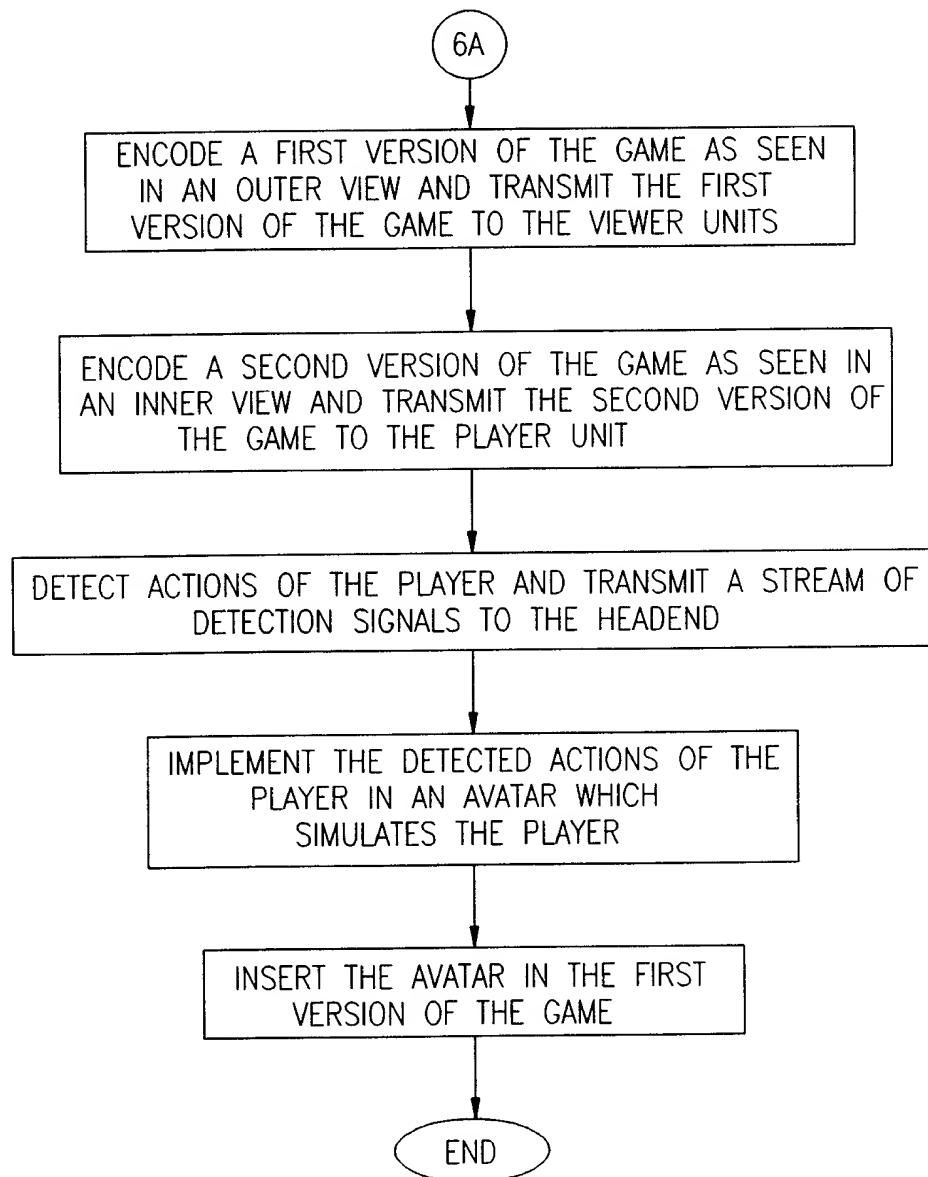 6A
ENCODE A FIRST VERSION OF THE GAME AS SEEN
IN AN OUTER VIEW AND TRANSMIT THE FIRST
VERSION OF THE GAME TO THE VIEWER UNITS
ENCODE A SECOND VERSION OF THE GAME AS SEEN IN
AN INNER VIEW AND TRANSMIT THE SECOND VERSION OF
THE GAME TO THE PLAYER UNIT
DETECT ACTIONS OF THE PLAYER AND TRANSMIT A STREAM OF
DETECTION SIGNALS TO THE HEADEND
IMPLEMENT THE DETECTED ACTIONS OF THE
PLAYER IN AN AVATAR WHICH
SIMULATES THE PLAYER
INSERT THE AVATAR IN THE FIRST
VERSION OF THE GAME
END